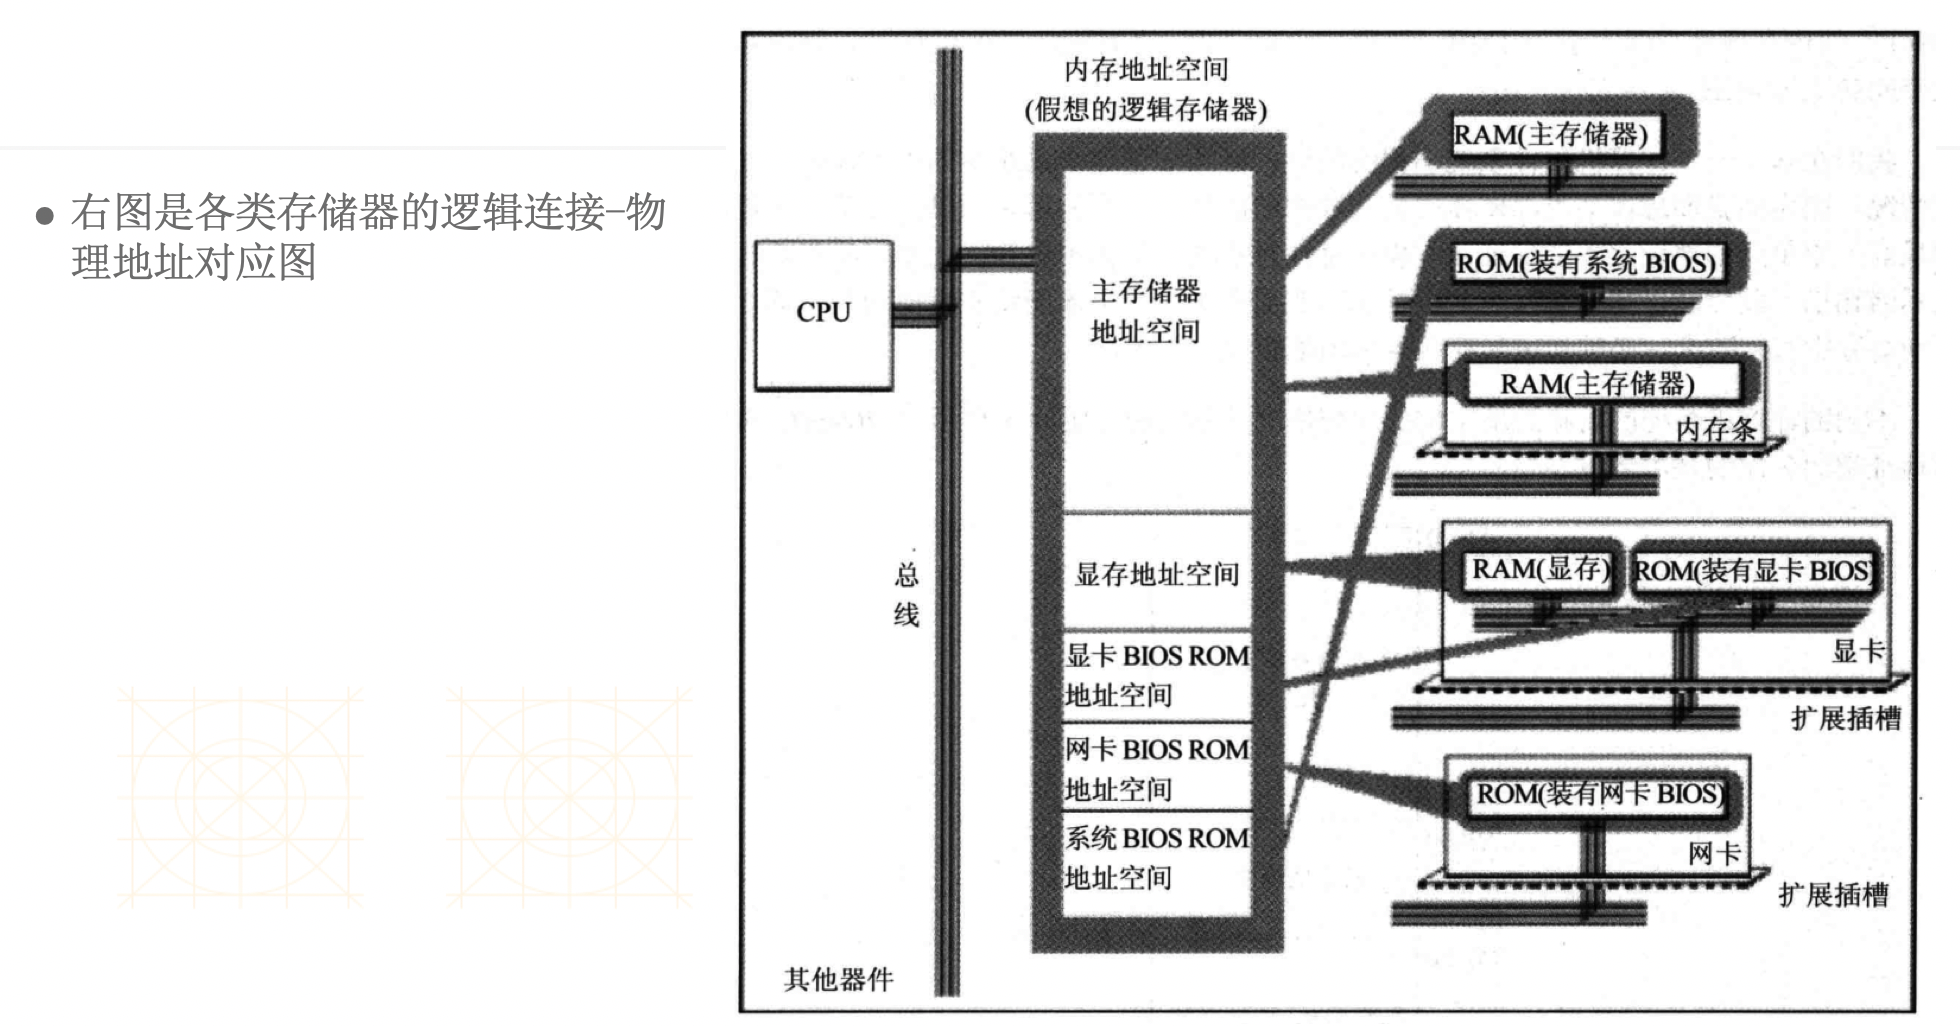 ● 右图是各类存储器的逻辑连接-物
理地址对应图
内存地址空间
(假想的逻辑存储器)
CPU
总
线
其他器件
主存储器
地址空间
显存地址空间
显卡 BIOS ROM
地址空间
网卡 BIOS ROM
地址空间
系统 BIOS ROM
地址空间
RAM(主存储器)
ROM(装有系统 BIOS)
RAM(主存储器)
内存条
RAM(显存)
ROM(装有显卡 BIOS)
显卡
扩展插槽
ROM(装有网卡 BIOS)
网卡
扩展插槽